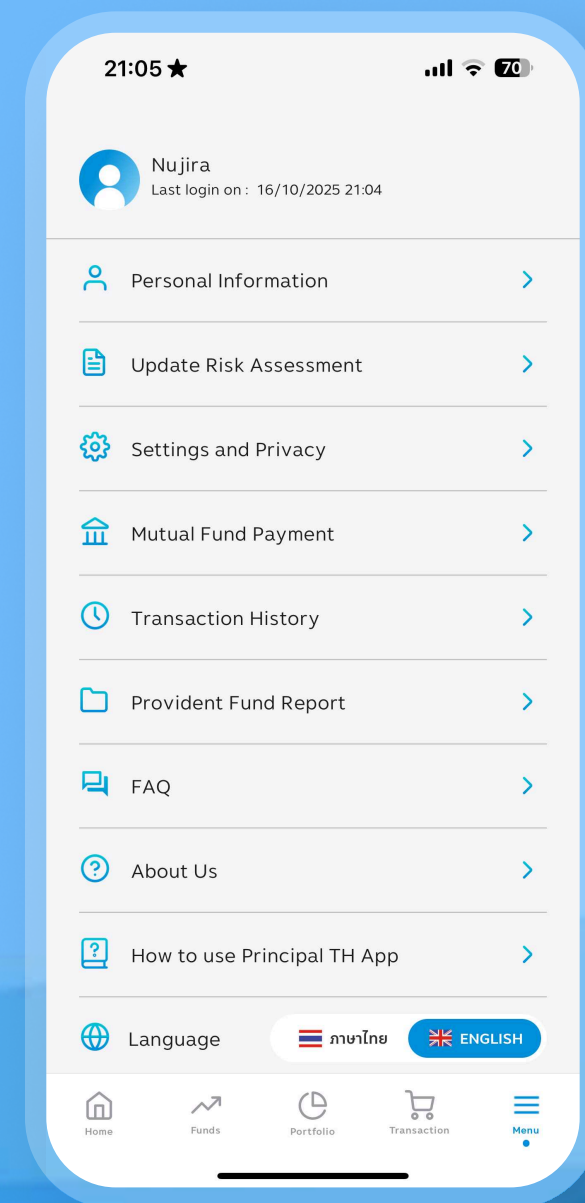 21:05
70
Nujira
Last login on : 16/10/2025 21:04
Personal Information
Update Risk Assessment
Settings and Privacy
Mutual Fund Payment
Transaction History
Provident Fund Report
FAQ
About Us
How to use Principal TH App
Language ภาษาไทย ENGLISH
Home Funds Portfolio Transaction Menu